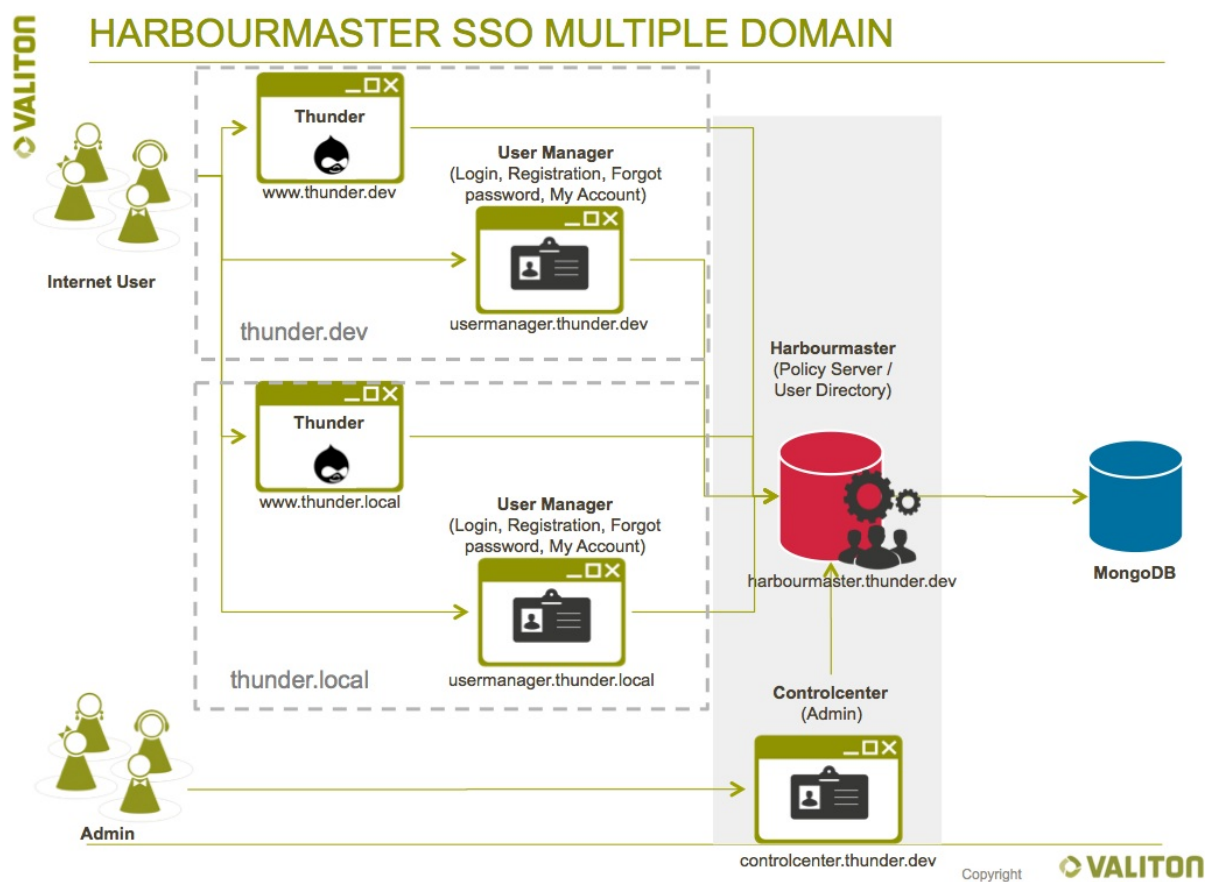 VALITON
HARBOURMASTER SSO MULTIPLE DOMAIN
Thunder
www.thunder.dev
User Manager
(Login, Registration, Forgot
password, My Account)
usermanager.thunder.dev
Internet User
thunder.dev
Harbourmaster
(Policy Server /
User Directory)
Thunder
www.thunder.local
User Manager
(Login, Registration, Forgot
password, My Account)
usermanager.thunder.local
thunder.local
harbourmaster.thunder.dev
MongoDB
Controlcenter
(Admin)
Admin
controlcenter.thunder.dev
Copyright
VALITON